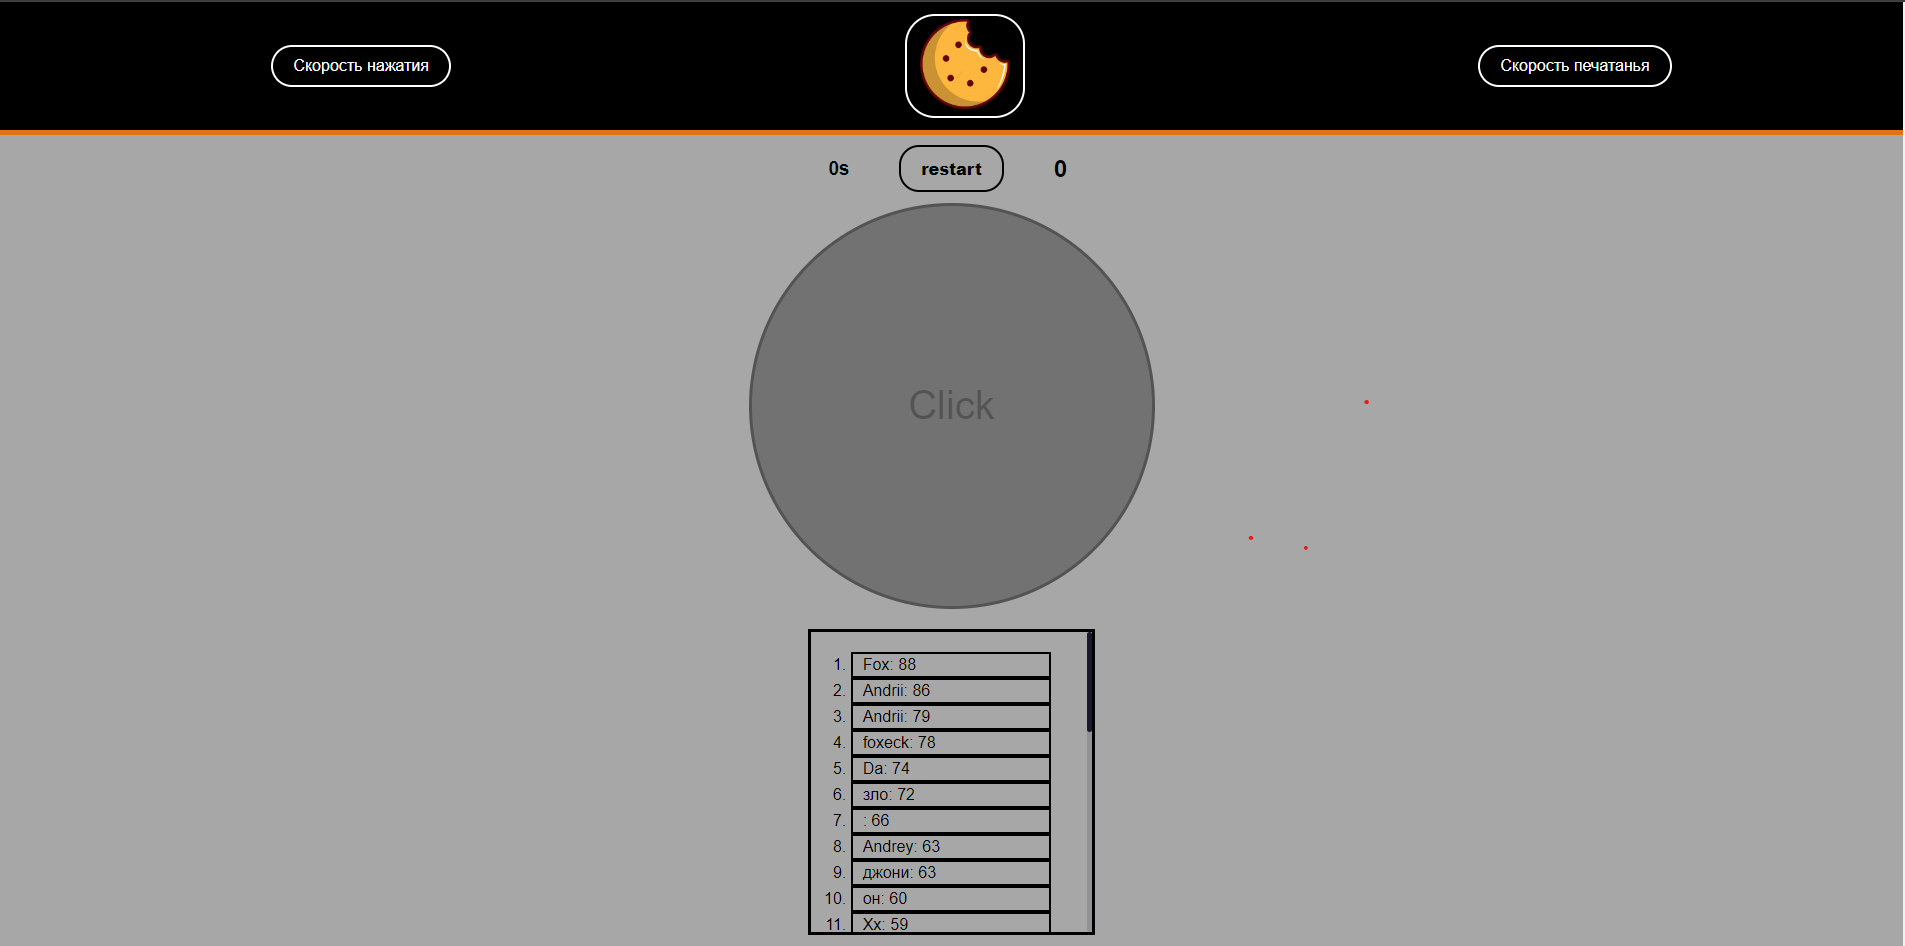 Скорость нажатия
Скорость печатанья
0s
restart
0
Click
1. Fox: 88
2. Andrii: 86
3. Andrii: 79
4. foxeck: 78
5. Da: 74
6. зло: 72
7. : 66
8. Andrey: 63
9. джони: 63
10. он: 60
11. Xx: 59